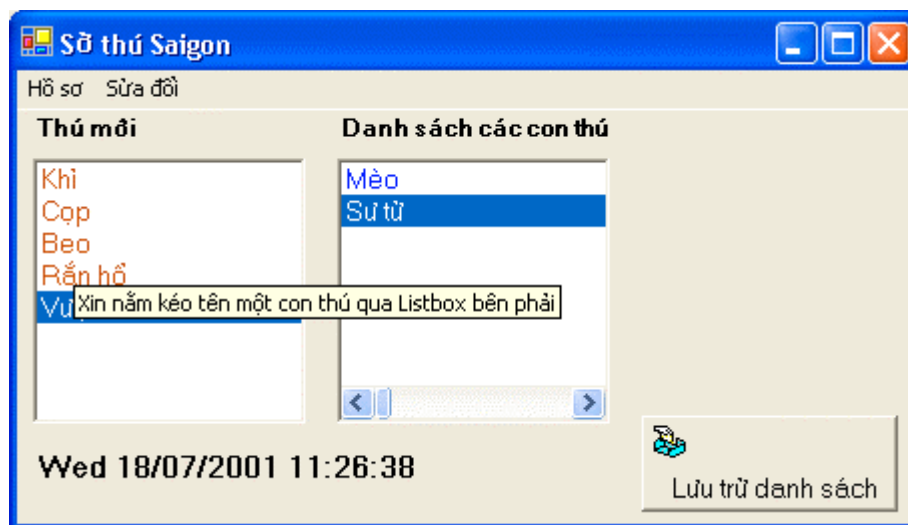 Sở thú Saigon
Hồ sơ Sửa đổi
Thú mới Danh sách các con thú
Khỉ
Cọp
Beo
Rắn hổ
Mèo
Sư tử
Xin nắm kéo tên một con thú qua Listbox bên phải
Wed 18/07/2001 11:26:38
Lưu trữ danh sách